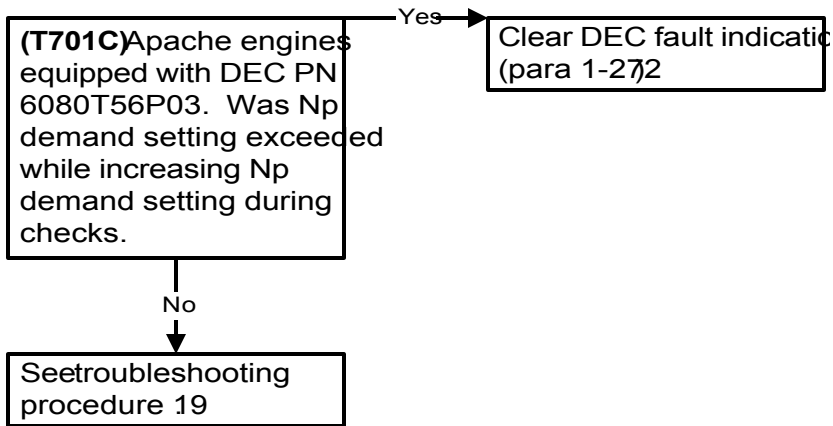 (T701C)Apache engines
equipped with DEC PN
6080T56P03. Was Np
demand setting exceeded
while increasing Np
demand setting during
checks.
Yes
Clear DEC fault indicatio
(para 1-272)
No
See troubleshooting
procedure 19